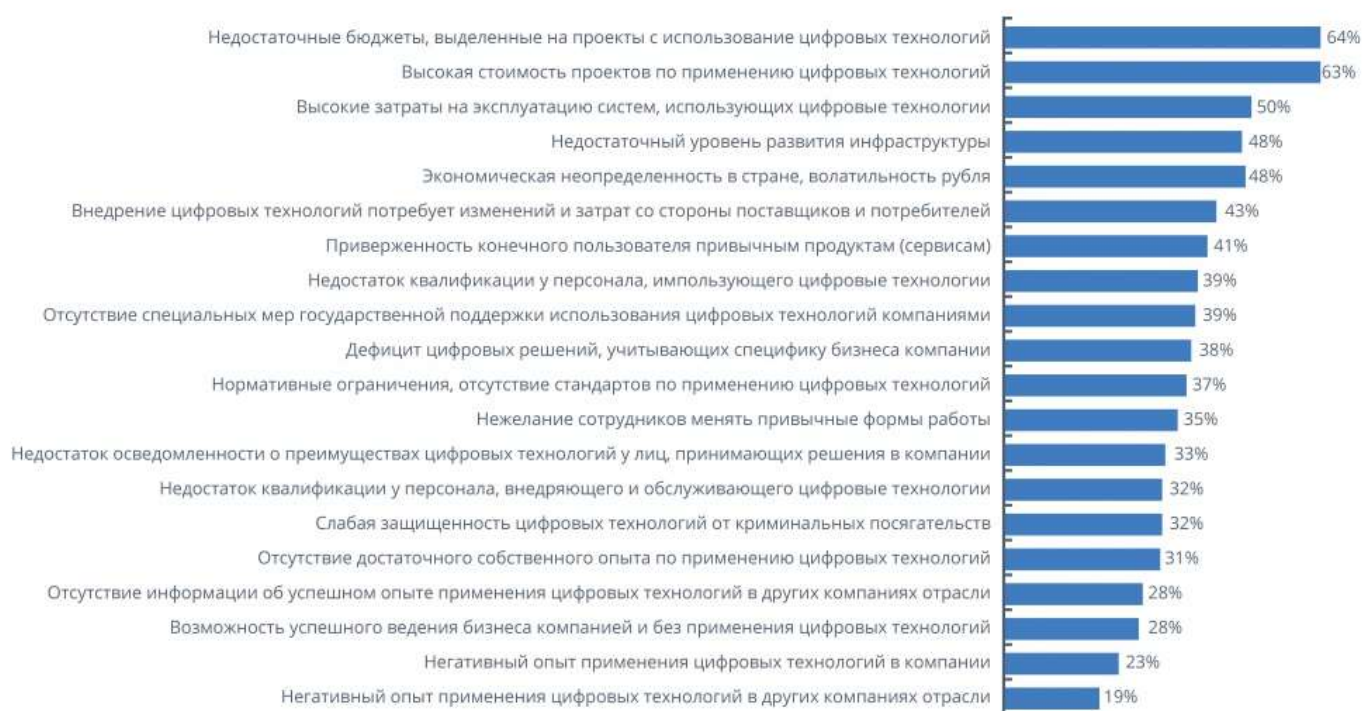 Недостаточные бюджеты, выделенные на проекты с использование цифровых технологий 64%
Высокая стоимость проектов по применению цифровых технологий 63%
Высокие затраты на эксплуатацию систем, использующих цифровые технологии 50%
Недостаточный уровень развития инфраструктуры 48%
Экономическая неопределенность в стране, волатильность рубля 48%
Внедрение цифровых технологий потребует изменений и затрат со стороны поставщиков и потребителей 43%
Приверженность конечного пользователя привычным продуктам (сервисам) 41%
Недостаток квалификации у персонала, импользующего цифровые технологии 39%
Отсутствие специальных мер государственной поддержки использования цифровых технологий компаниями 39%
Дефицит цифровых решений, учитывающих специфику бизнеса компании 38%
Нормативные ограничения, отсутствие стандартов по применению цифровых технологий 37%
Нежелание сотрудников менять привычные формы работы 35%
Недостаток осведомленности о преимуществах цифровых технологий у лиц, принимающих решения в компании 33%
Недостаток квалификации у персонала, внедряющего и обслуживающего цифровые технологии 32%
Слабая защищенность цифровых технологий от криминальных посягательств 32%
Отсутствие достаточного собственного опыта по применению цифровых технологий 31%
Отсутствие информации об успешном опыте применения цифровых технологий в других компаниях отрасли 28%
Возможность успешного ведения бизнеса компанией и без применения цифровых технологий 28%
Негативный опыт применения цифровых технологий в компании 23%
Негативный опыт применения цифровых технологий в других компаниях отрасли 19%